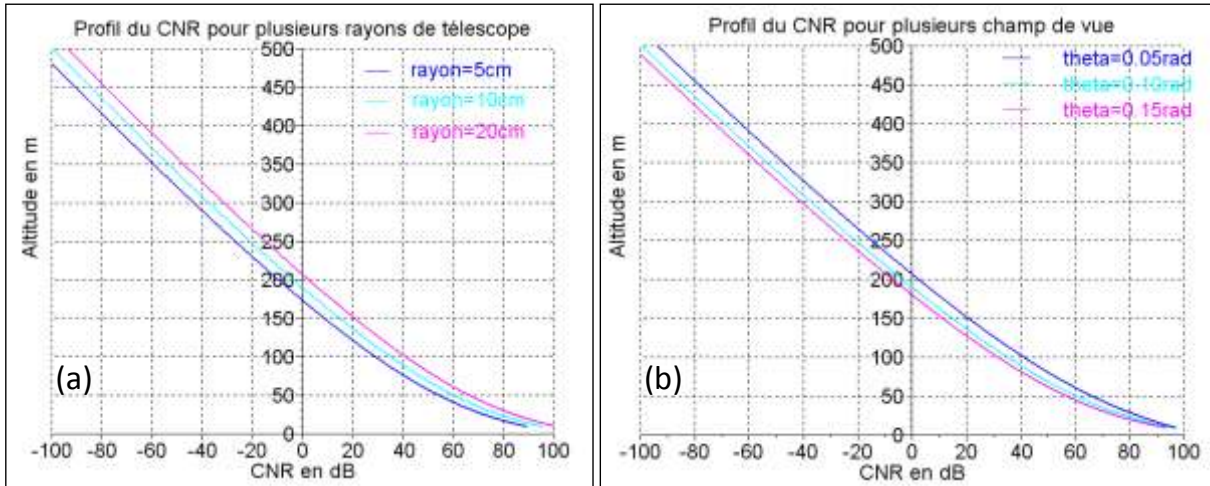 Profil du CNR pour plusieurs rayons de télescope
500
450
400
350
300
250
200
150
100
50
0
rayon=5cm
rayon=10cm
rayon=20cm
Altitude en m
(a)
-100 -80 -60 -40 -20 0 20 40 60 80 100
CNR en dB
Profil du CNR pour plusieurs champ de vue
500
450
400
350
300
250
200
150
100
50
0
theta=0.05rad
theta=0.10rad
theta=0.15rad
Altitude en m
(b)
-100 -80 -60 -40 -20 0 20 40 60 80 100
CNR en dB